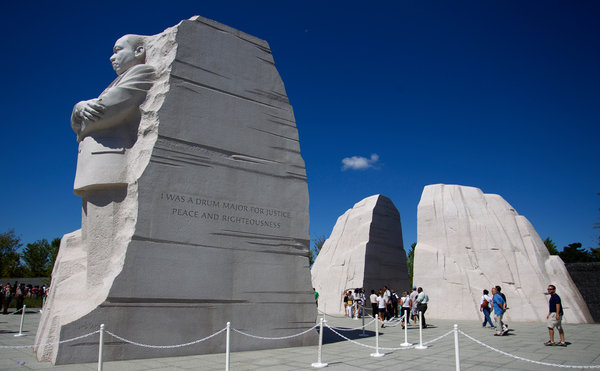 I WAS A DRUM MAJOR FOR JUSTICE
PEACE AND RIGHTEOUSNESS